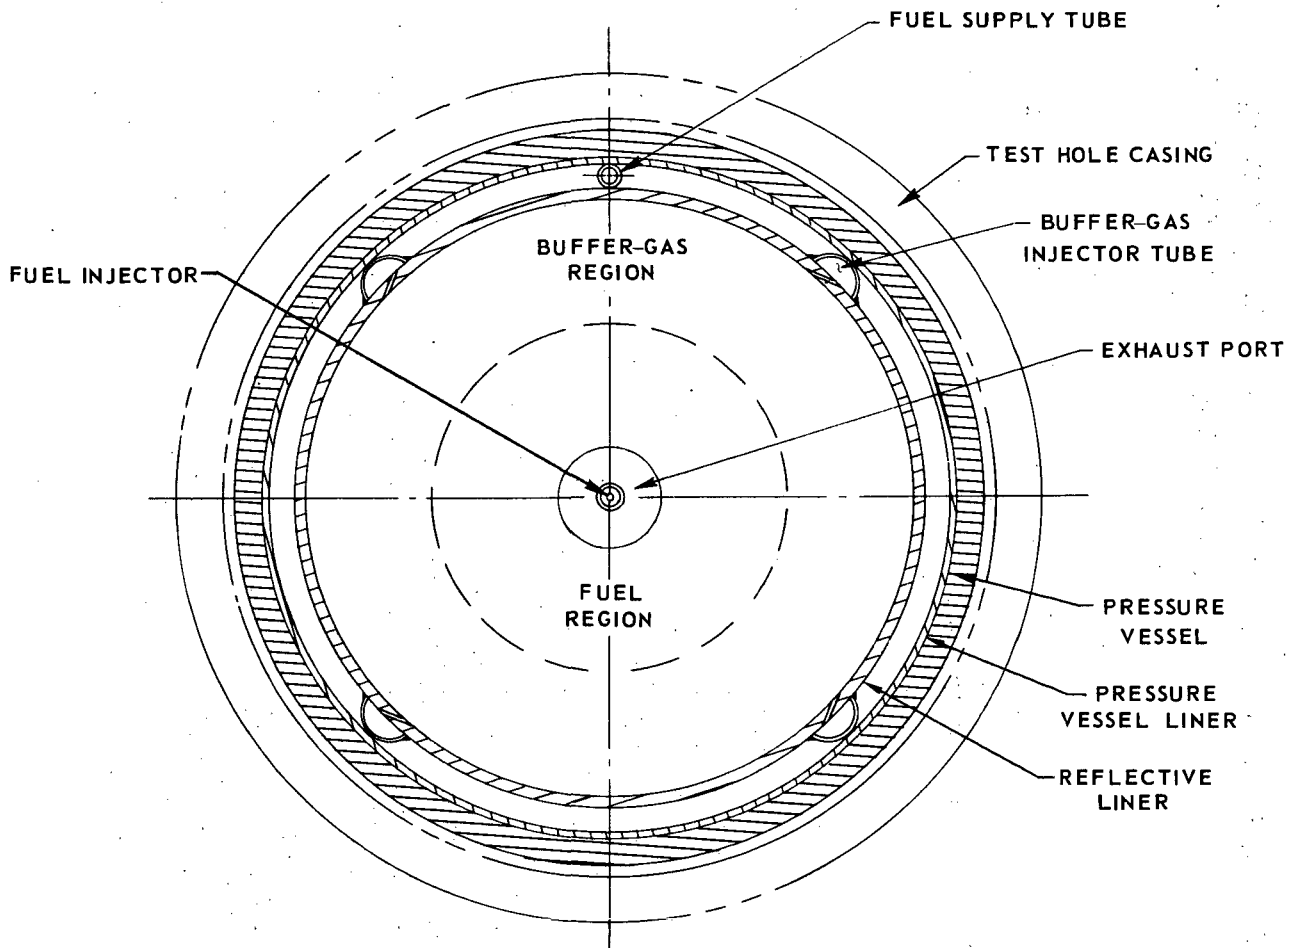 FUEL SUPPLY TUBE
TEST HOLE CASING
BUFFER-GAS
INJECTOR TUBE
BUFFER-GAS
REGION
FUEL INJECTOR
EXHAUST PORT
FUEL
REGION
PRESSURE
VESSEL
PRESSURE
VESSEL LINER
REFLECTIVE
LINER